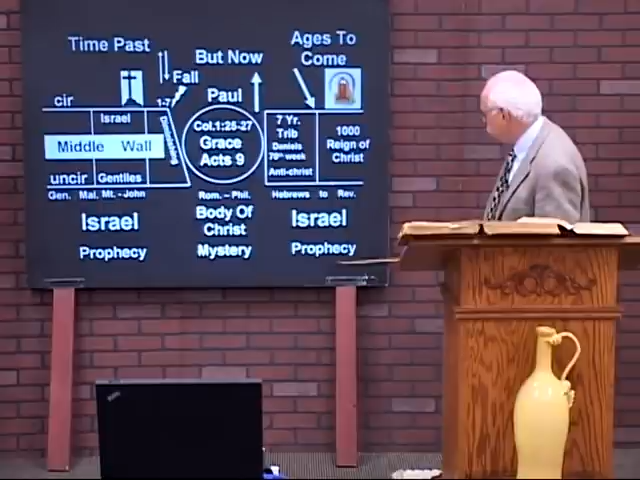 Time Past
But Now
Ages To
Come
Fall
1-7
Paul
cir
Israel
Middle Wall
uncir
Gentiles
Gen. Mal. Mt. - John
Israel
Prophecy
Col.1:25-27
Grace
Acts 9
Rom. - Phil.
Body Of
Christ
Mystery
7 Yr.
Trib
Daniels
70th week
Anti-christ
1000
Reign of
Christ
Hebrews to Rev.
Israel
Prophecy